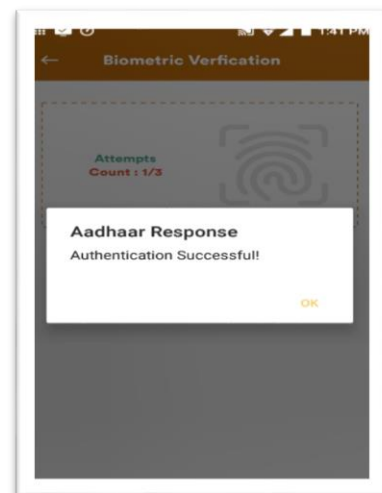 1:41 PM
← Biometric Verfication
Attempts
Count : 1/3
Aadhaar Response
Authentication Successful!
OK